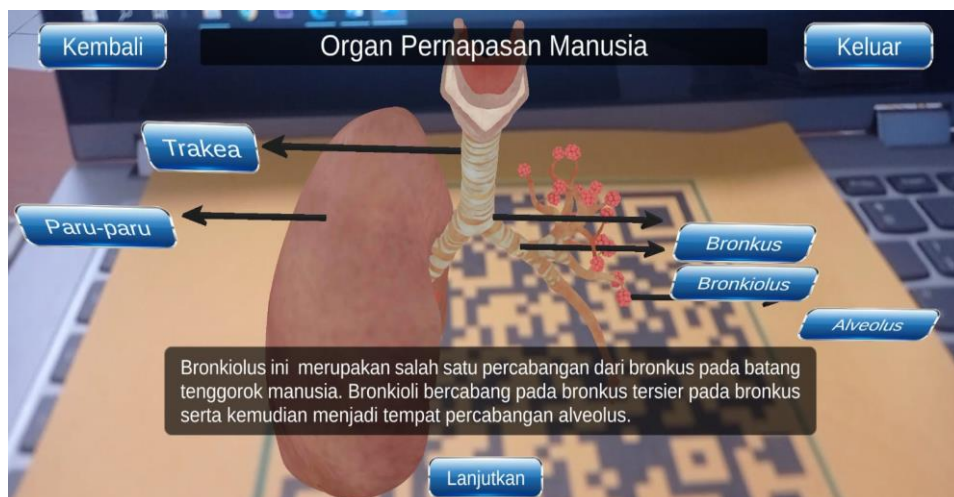 Kembali
Organ Pernapasan Manusia
Keluar
Trakea
Paru-paru
Bronkus
Bronkiolus
Alveolus
Bronkiolus ini merupakan salah satu percabangan dari bronkus pada batang
tenggorok manusia. Bronkioli bercabang pada bronkus tersier pada bronkus
serta kemudian menjadi tempat percabangan alveolus.
Lanjutkan